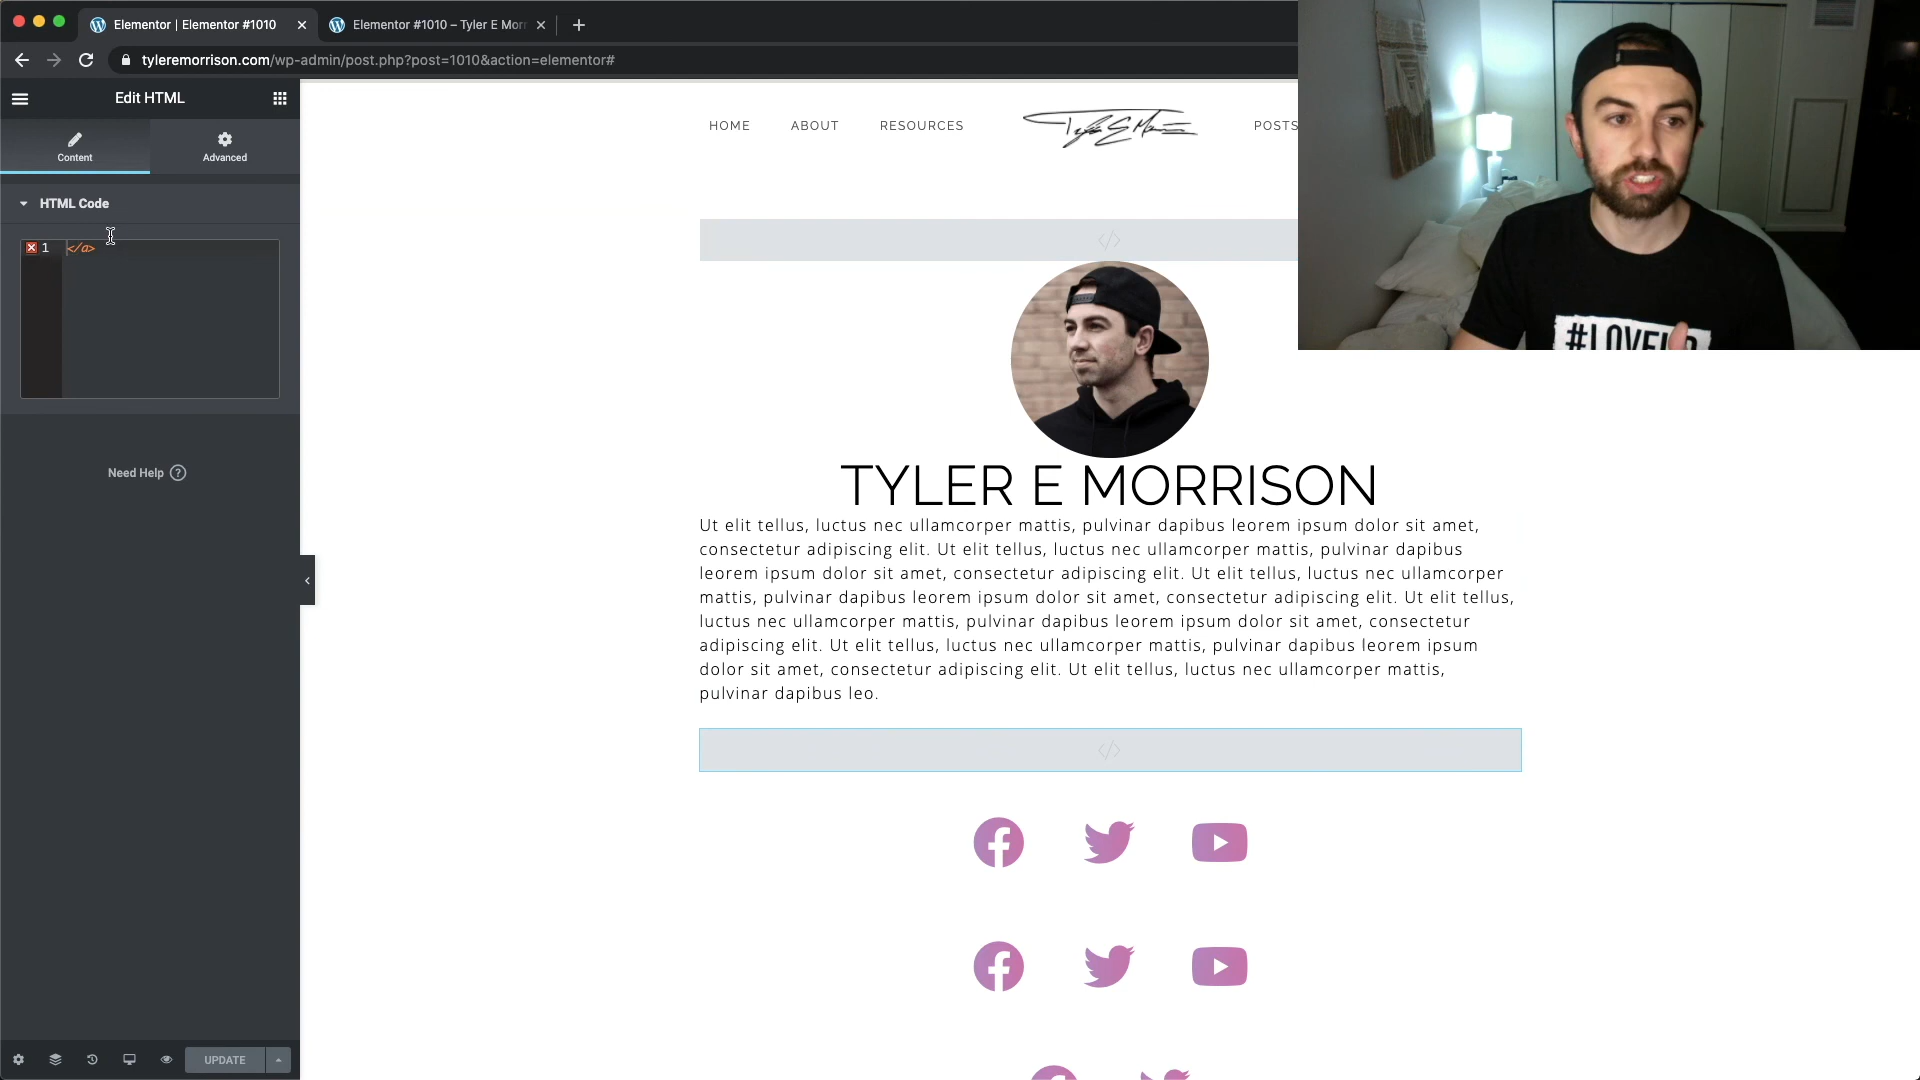 Elementor | Elementor #1010
Elementor #1010 – Tyler E Morr
tyleremorrison.com/wp-admin/post.php?post=1010&action=elementor#
Edit HTML
Content
Advanced
HTML Code
1 </a>
Need Help ?
UPDATE
HOME ABOUT RESOURCES POSTS
TYLER E MORRISON
Ut elit tellus, luctus nec ullamcorper mattis, pulvinar dapibus leorem ipsum dolor sit amet,
consectetur adipiscing elit. Ut elit tellus, luctus nec ullamcorper mattis, pulvinar dapibus
leorem ipsum dolor sit amet, consectetur adipiscing elit. Ut elit tellus, luctus nec ullamcorper
mattis, pulvinar dapibus leorem ipsum dolor sit amet, consectetur adipiscing elit. Ut elit tellus,
luctus nec ullamcorper mattis, pulvinar dapibus leorem ipsum dolor sit amet, consectetur
adipiscing elit. Ut elit tellus, luctus nec ullamcorper mattis, pulvinar dapibus leorem ipsum
dolor sit amet, consectetur adipiscing elit. Ut elit tellus, luctus nec ullamcorper mattis,
pulvinar dapibus leo.
</>
</>